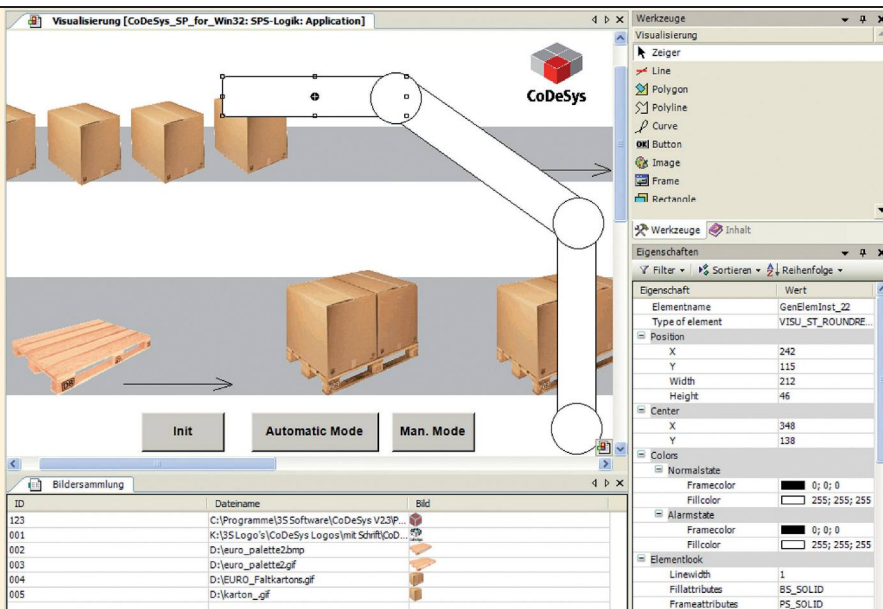 Visualisierung [CoDeSys_SP_for_Win32: SPS-Logik: Application]
CoDeSys
Init
Automatic Mode
Man. Mode
Bildersammlung
ID Dateiname Bild
123 C:\Programme\3S Software\CoDeSys V23\P...
001 K:\3S Logo's\CoDeSys Logos\mit Schrift\CoD...
002 D:\euro_palette2.bmp
003 D:\euro_palette2.gif
004 D:\EURO_Faltkartons.gif
005 D:\karton_.gif
Werkzeuge
Visualisierung
Zeiger
Line
Polygon
Polyline
Curve
OK Button
Image
Frame
Rectangle
Werkzeuge Inhalt
Eigenschaften
Filter Sortieren Reihenfolge
Eigenschaft Wert
Elementname GenElemInst_22
Type of element VISU_ST_ROUNDRE...
Position
X 242
Y 115
Width 212
Height 46
Center
X 348
Y 138
Colors
Normalstate
Framecolor 0; 0; 0
Fillcolor 255; 255; 255
Alarmstate
Framecolor 0; 0; 0
Fillcolor 255; 255; 255
Elementlook
Linewidth 1
Fillattributes BS_SOLID
Frameattributes PS_SOLID